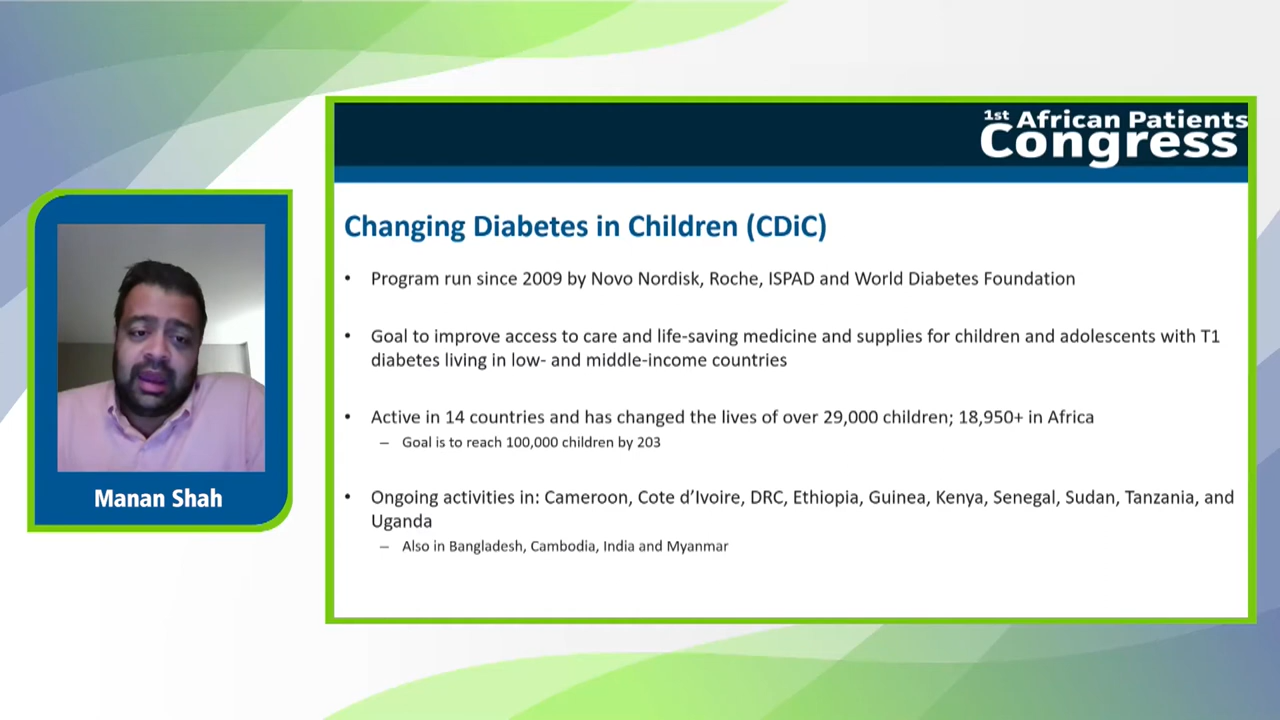 1st African Patients
Congress
Changing Diabetes in Children (CDiC)
• Program run since 2009 by Novo Nordisk, Roche, ISPAD and World Diabetes Foundation
• Goal to improve access to care and life-saving medicine and supplies for children and adolescents with T1
diabetes living in low- and middle-income countries
• Active in 14 countries and has changed the lives of over 29,000 children; 18,950+ in Africa
– Goal is to reach 100,000 children by 203
• Ongoing activities in: Cameroon, Cote d’Ivoire, DRC, Ethiopia, Guinea, Kenya, Senegal, Sudan, Tanzania, and
Uganda
– Also in Bangladesh, Cambodia, India and Myanmar
Manan Shah